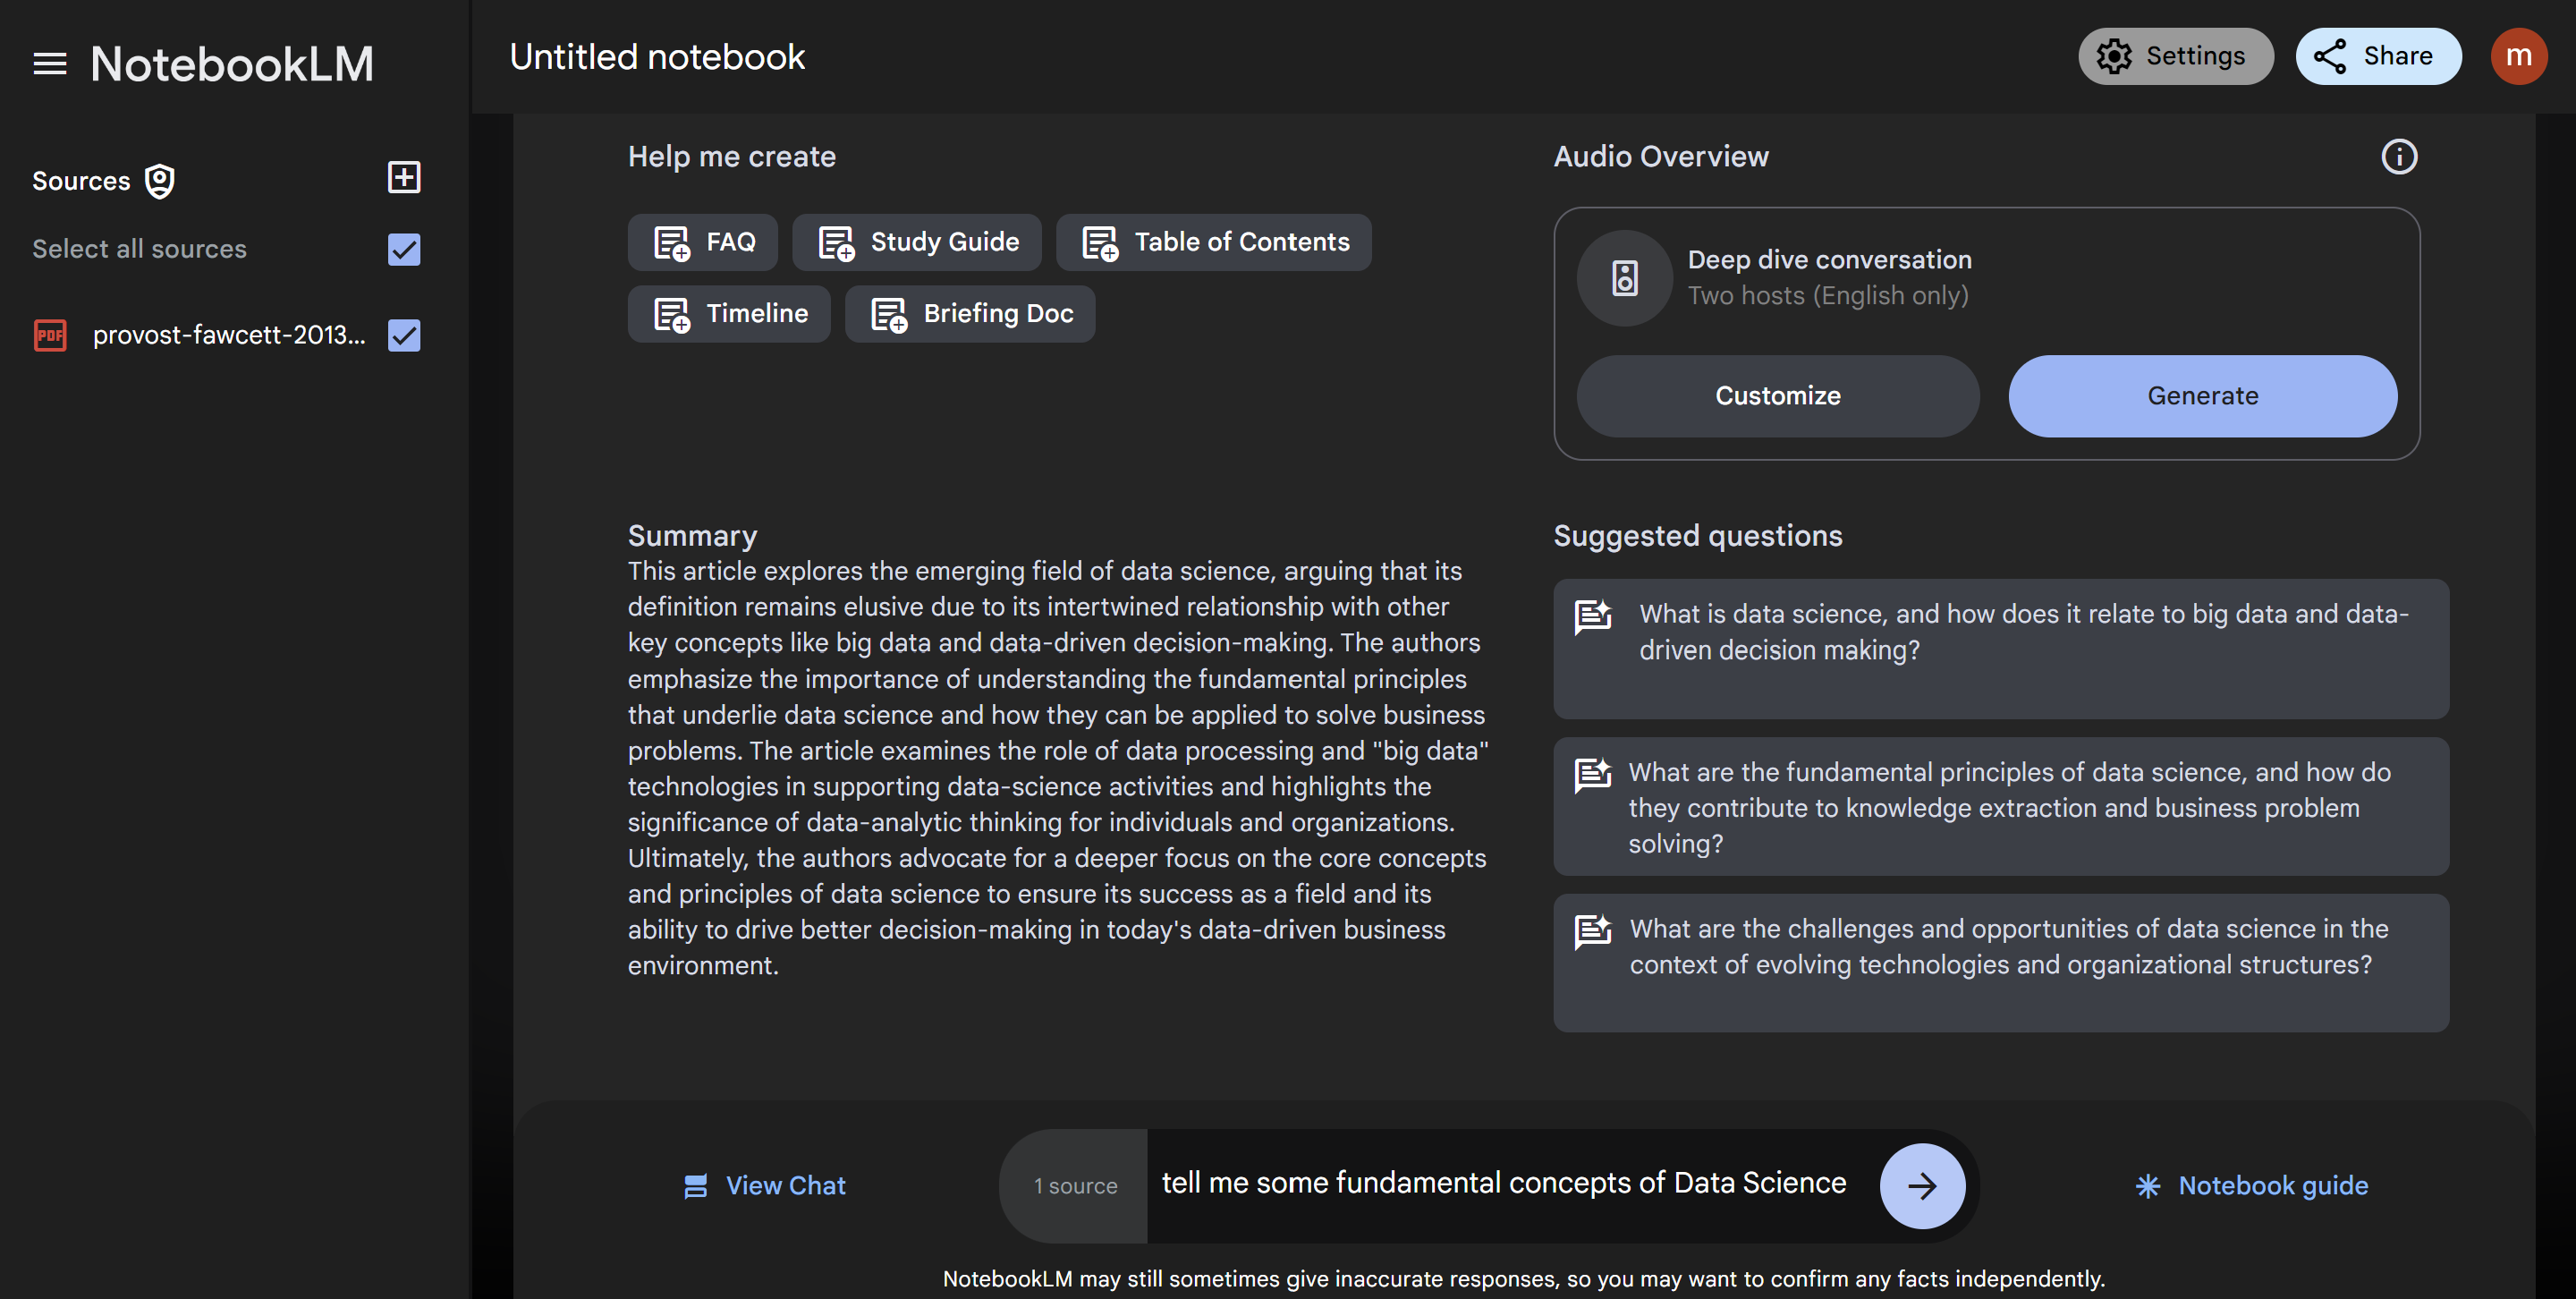 NotebookLM
Untitled notebook
Settings
Share
m
Sources
Select all sources
PDF
provost-fawcett-2013...
Help me create
FAQ
Study Guide
Table of Contents
Timeline
Briefing Doc
Audio Overview
Deep dive conversation
Two hosts (English only)
Customize
Generate
Summary
This article explores the emerging field of data science, arguing that its
definition remains elusive due to its intertwined relationship with other
key concepts like big data and data-driven decision-making. The authors
emphasize the importance of understanding the fundamental principles
that underlie data science and how they can be applied to solve business
problems. The article examines the role of data processing and "big data"
technologies in supporting data-science activities and highlights the
significance of data-analytic thinking for individuals and organizations.
Ultimately, the authors advocate for a deeper focus on the core concepts
and principles of data science to ensure its success as a field and its
ability to drive better decision-making in today's data-driven business
environment.
Suggested questions
What is data science, and how does it relate to big data and data-
driven decision making?
What are the fundamental principles of data science, and how do
they contribute to knowledge extraction and business problem
solving?
What are the challenges and opportunities of data science in the
context of evolving technologies and organizational structures?
View Chat
1 source
tell me some fundamental concepts of Data Science
Notebook guide
NotebookLM may still sometimes give inaccurate responses, so you may want to confirm any facts independently.